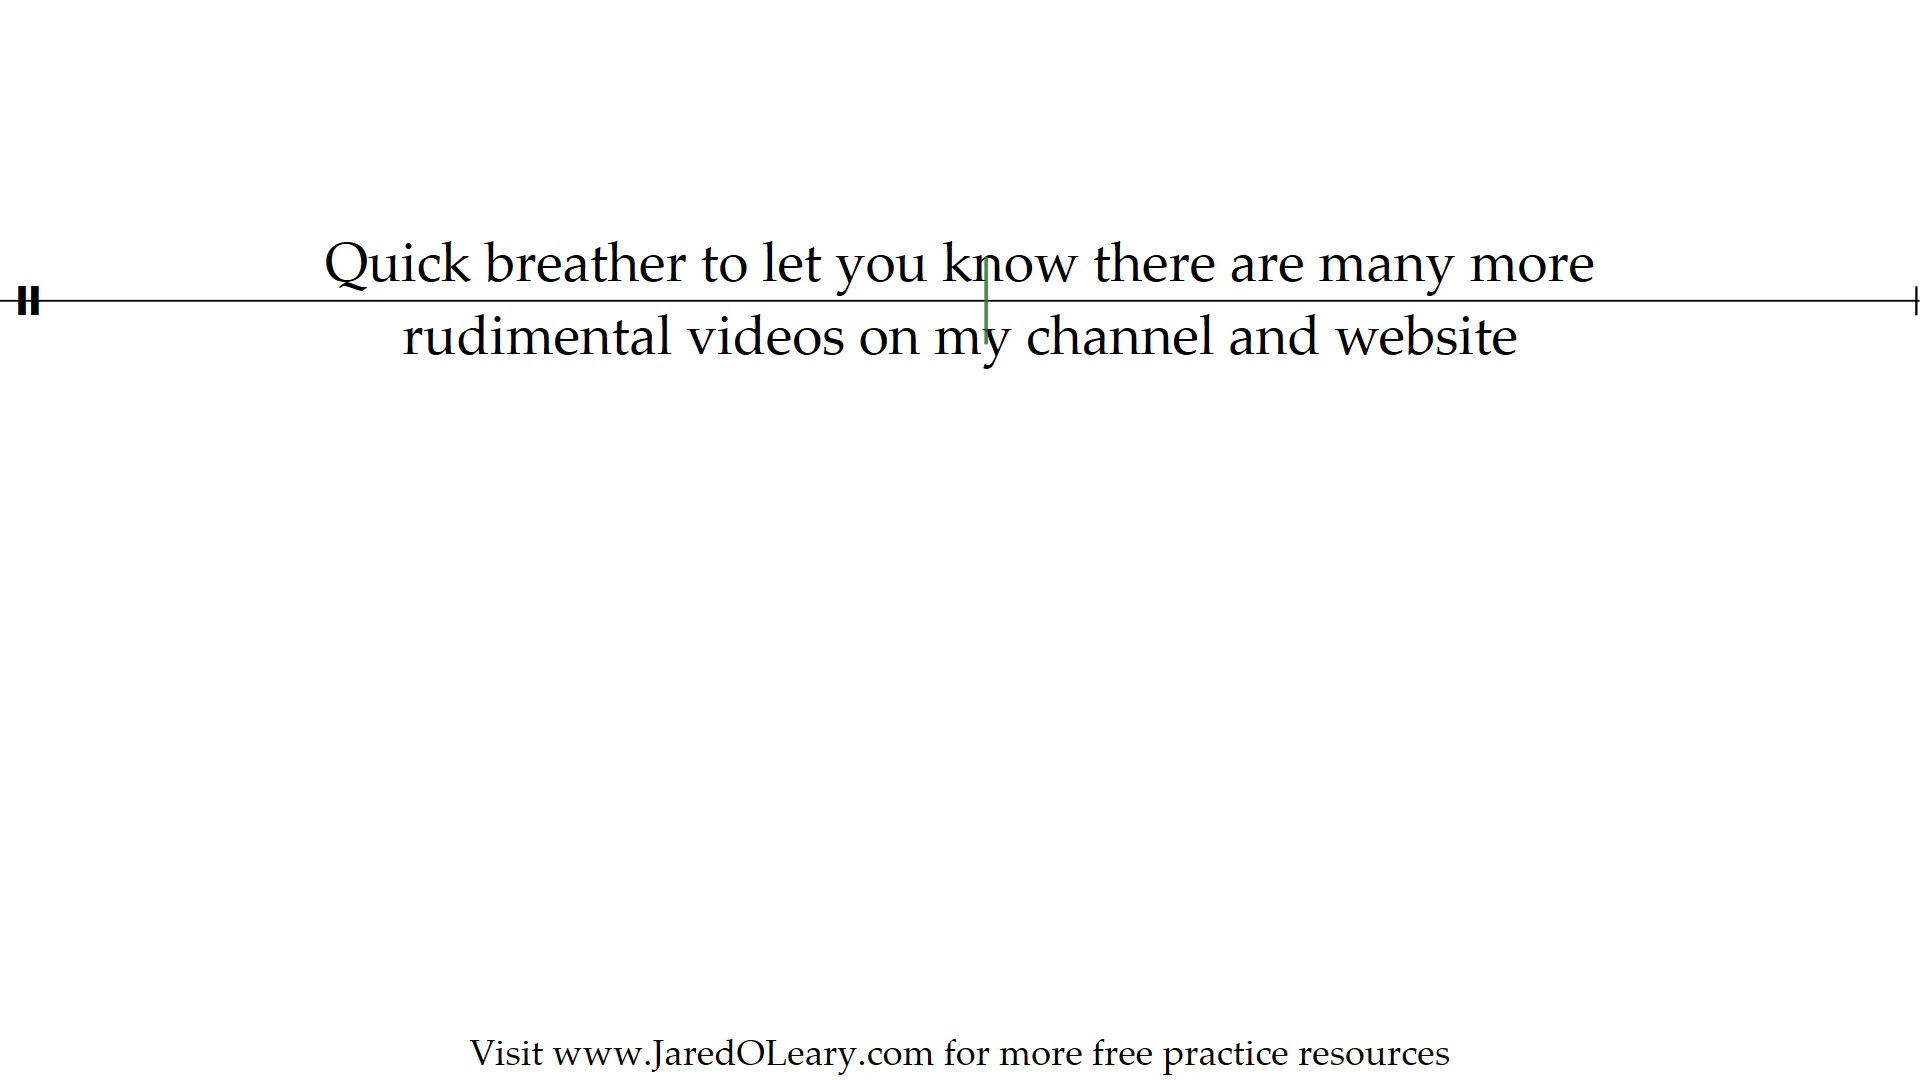 Quick breather to let you know there are many more
rudimental videos on my channel and website
Visit www.JaredOLeary.com for more free practice resources